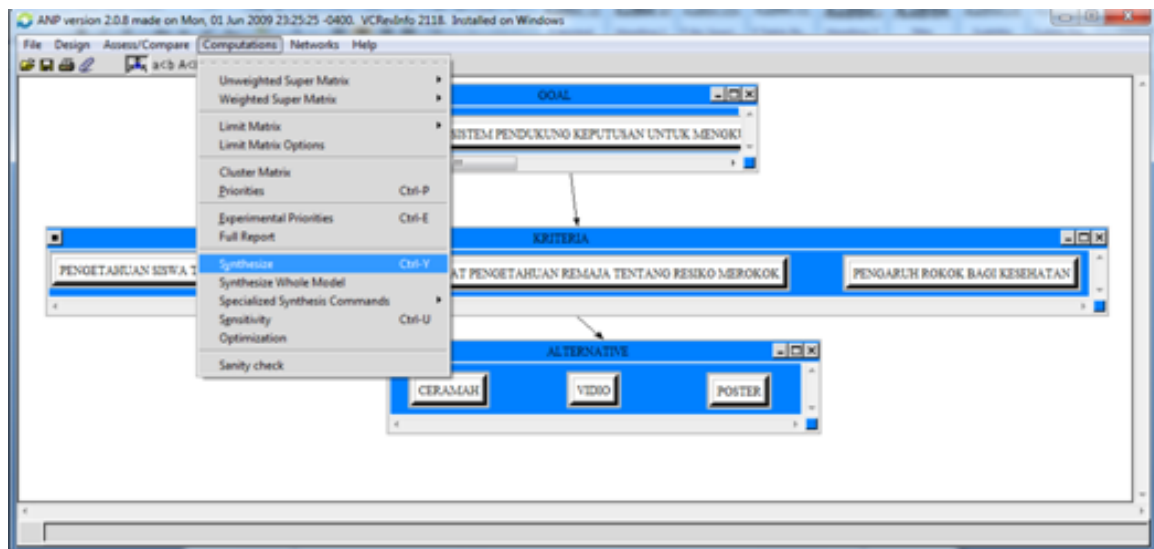 ANP version 2.0.8 made on Mon, 01 Jun 2009 23:25:25 -0400. VCRevInfo 2118. Installed on Windows
File Design Assess/Compare Computations Networks Help
a<b
Unweighted Super Matrix
Weighted Super Matrix
Limit Matrix
Limit Matrix Options
Cluster Matrix
Priorities Ctrl-P
Experimental Priorities Ctrl-E
Full Report
Synthesize Ctrl-Y
Synthesize Whole Model
Specialized Synthesis Commands
Sensitivity Ctrl-U
Optimization
Sanity check
GOAL
SISTEM PENDUKUNG KEPUTUSAN UNTUK MENGKU
KRITERIA
PENGETAHUAN SISWA T
AT PENGETAHUAN REMAJA TENTANG RESIKO MEROKOK
PENGARUH ROKOK BAGI KESEHATAN
ALTERNATIVE
CERAMAH VIDIO POSTER